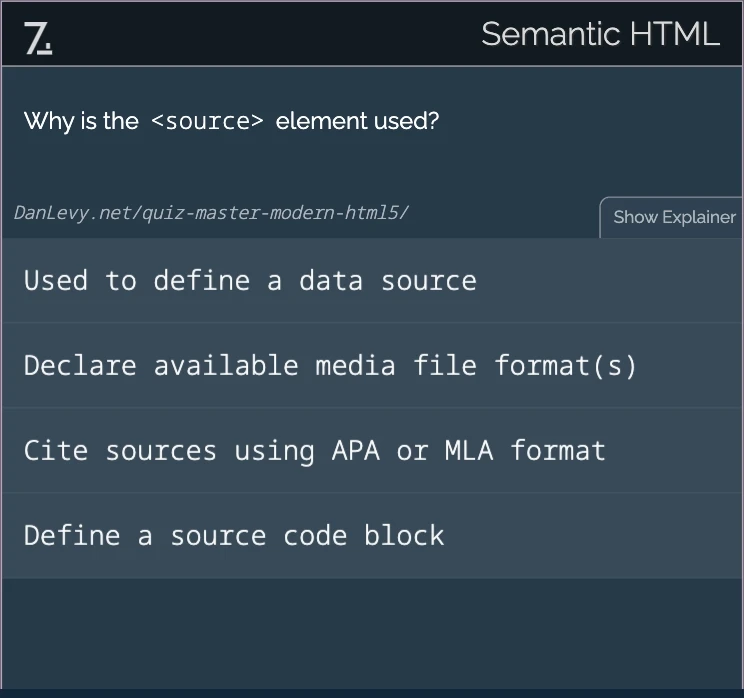 7.
Semantic HTML
Why is the <source> element used?
DanLevy.net/quiz-master-modern-html5/
Show Explainer
Used to define a data source
Declare available media file format(s)
Cite sources using APA or MLA format
Define a source code block